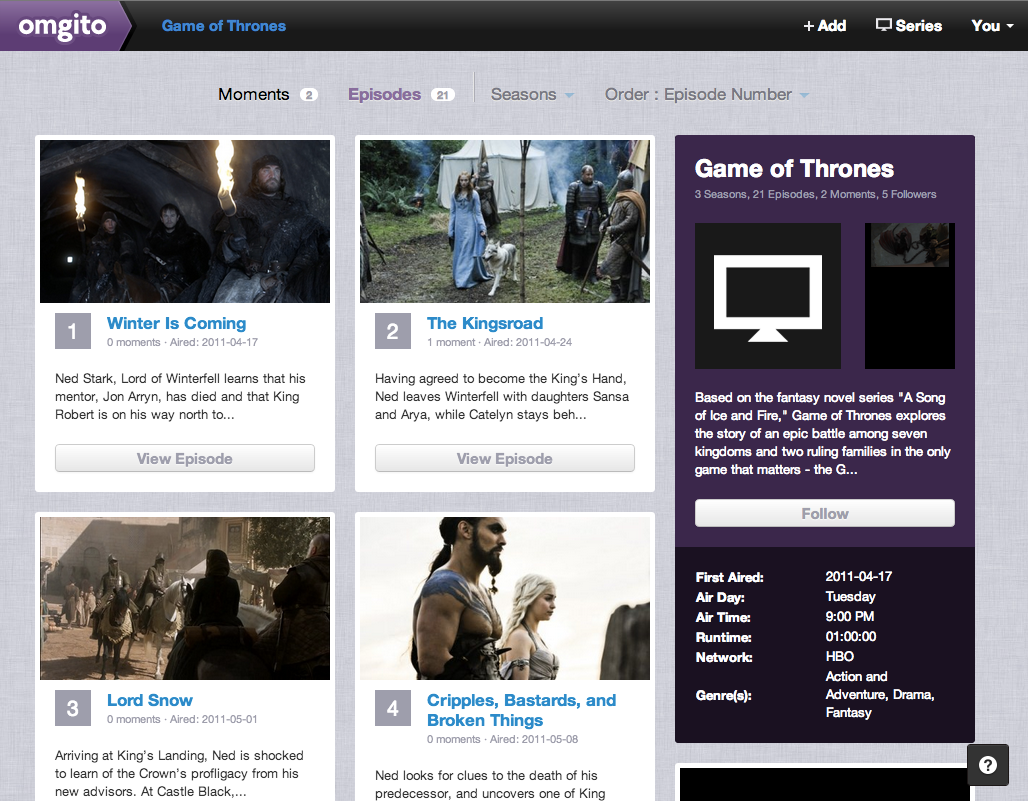 omgito
Game of Thrones
+ Add
Series
You
Moments 2
Episodes 21
Seasons
Order : Episode Number
1
Winter Is Coming
0 moments · Aired: 2011-04-17
Ned Stark, Lord of Winterfell learns that his
mentor, Jon Arryn, has died and that King
Robert is on his way north to...
View Episode
2
The Kingsroad
1 moment · Aired: 2011-04-24
Having agreed to become the King's Hand,
Ned leaves Winterfell with daughters Sansa
and Arya, while Catelyn stays beh...
View Episode
3
Lord Snow
0 moments · Aired: 2011-05-01
Arriving at King's Landing, Ned is shocked
to learn of the Crown's profligacy from his
new advisors. At Castle Black,...
4
Cripples, Bastards, and
Broken Things
0 moments · Aired: 2011-05-08
Ned looks for clues to the death of his
predecessor, and uncovers one of King
Game of Thrones
3 Seasons, 21 Episodes, 2 Moments, 5 Followers
Based on the fantasy novel series "A Song
of Ice and Fire," Game of Thrones explores
the story of an epic battle among seven
kingdoms and two ruling families in the only
game that matters - the G...
Follow
First Aired: 2011-04-17
Air Day: Tuesday
Air Time: 9:00 PM
Runtime: 01:00:00
Network: HBO
Genre(s): Action and
Adventure, Drama,
Fantasy
?